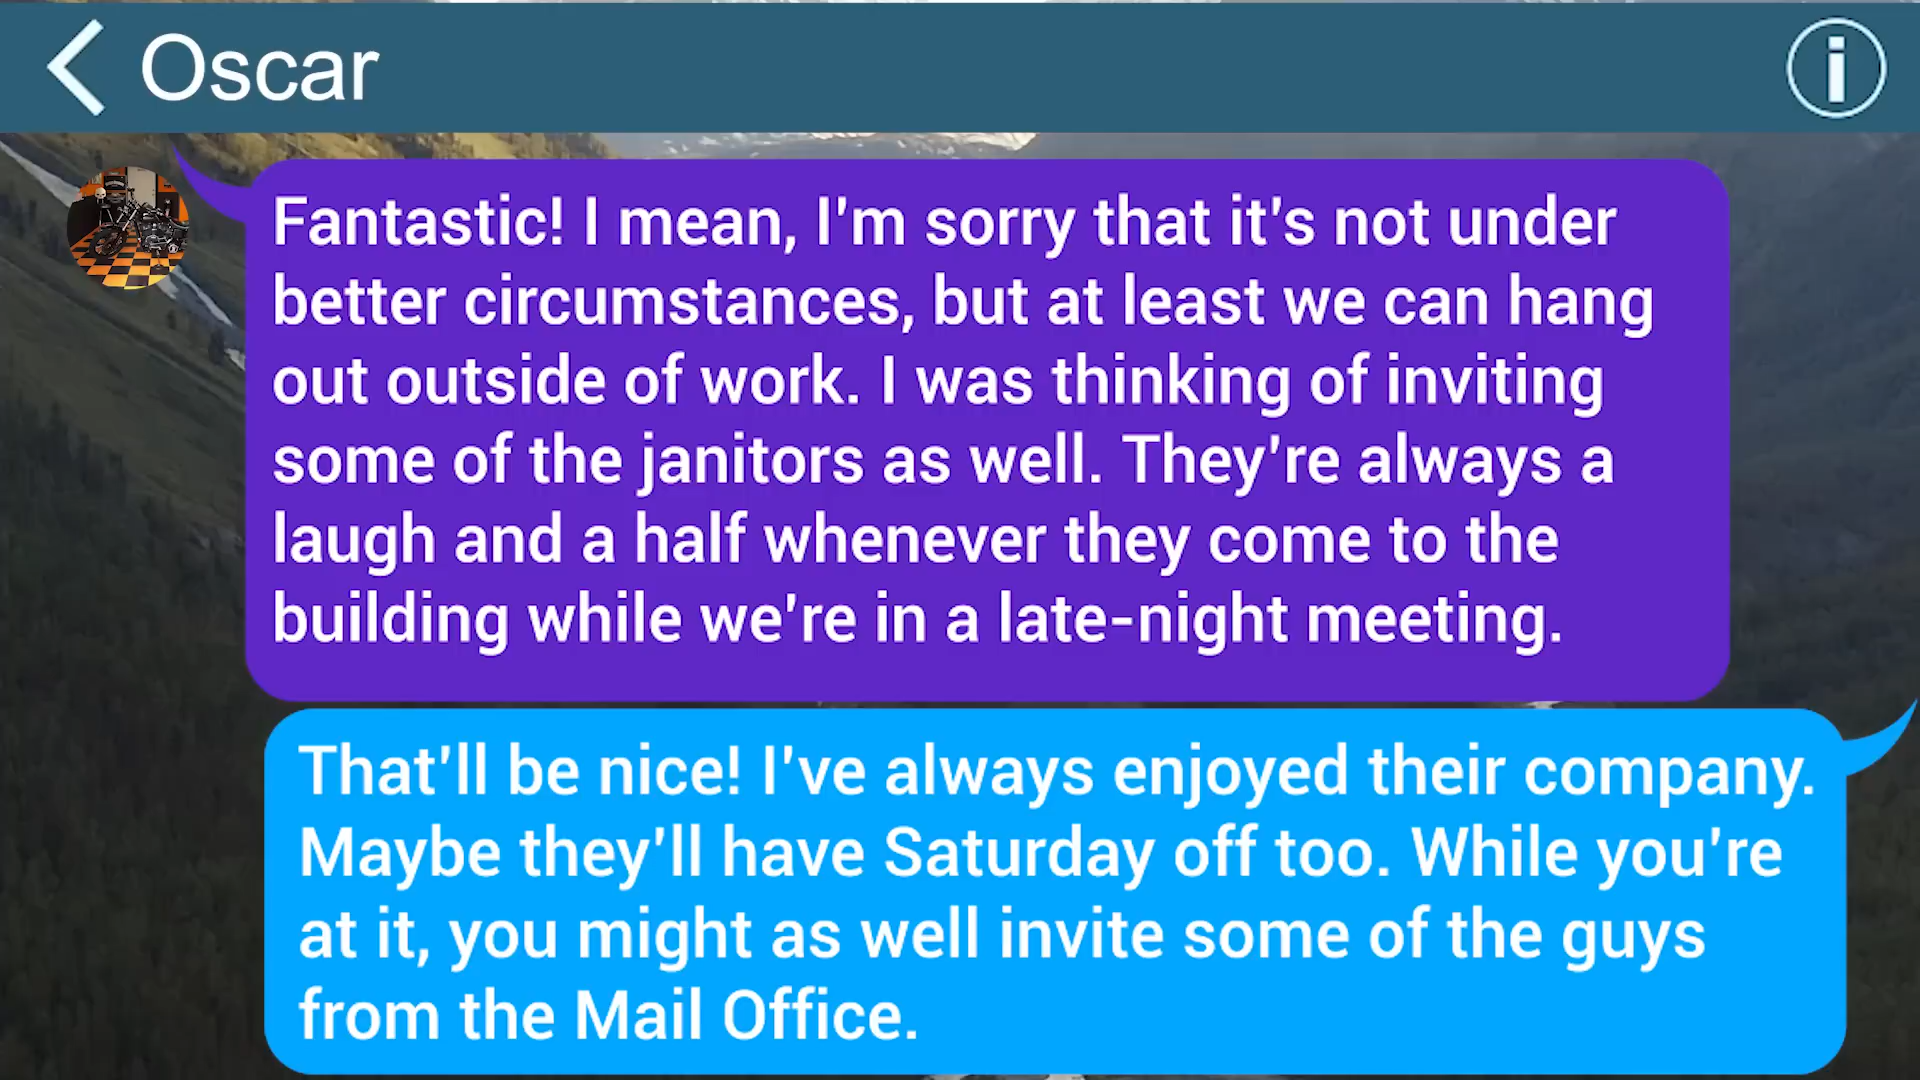 Oscar
Fantastic! I mean, I'm sorry that it's not under
better circumstances, but at least we can hang
out outside of work. I was thinking of inviting
some of the janitors as well. They're always a
laugh and a half whenever they come to the
building while we're in a late-night meeting.
That'll be nice! I've always enjoyed their company.
Maybe they'll have Saturday off too. While you're
at it, you might as well invite some of the guys
from the Mail Office.